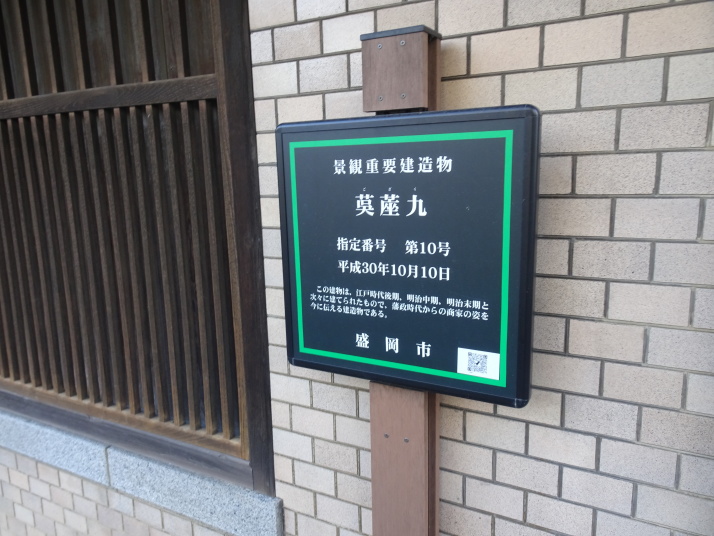 景観重要建造物
ござく
茣蓙九
指定番号　第10号
平成30年10月10日
この建物は，江戸時代後期，明治中期，明治末期と
次々に建てられたもので，藩政時代からの商家の姿を
今に伝える建造物である。
盛岡市